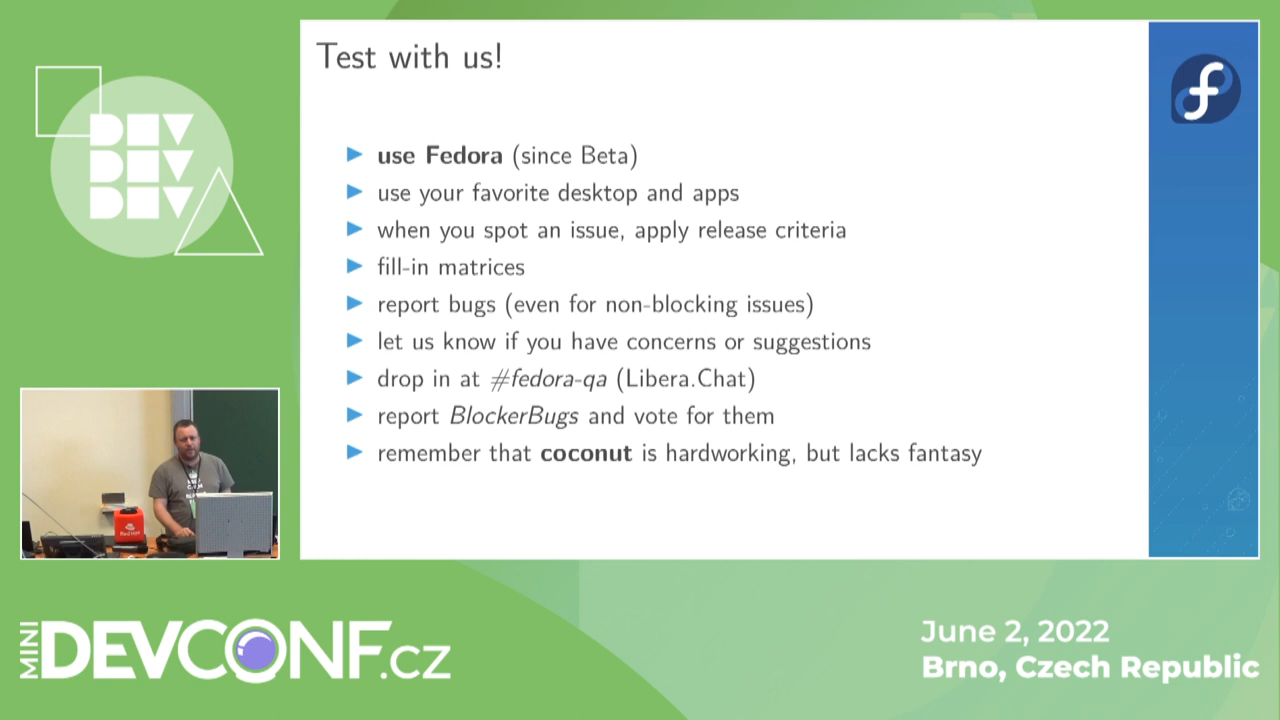 DEV
DEV
DEV
Test with us!
use Fedora (since Beta)
use your favorite desktop and apps
when you spot an issue, apply release criteria
fill-in matrices
report bugs (even for non-blocking issues)
let us know if you have concerns or suggestions
drop in at #fedora-qa (Libera.Chat)
report BlockerBugs and vote for them
remember that coconut is hardworking, but lacks fantasy
MINI
DEVCONF.CZ
June 2, 2022
Brno, Czech Republic